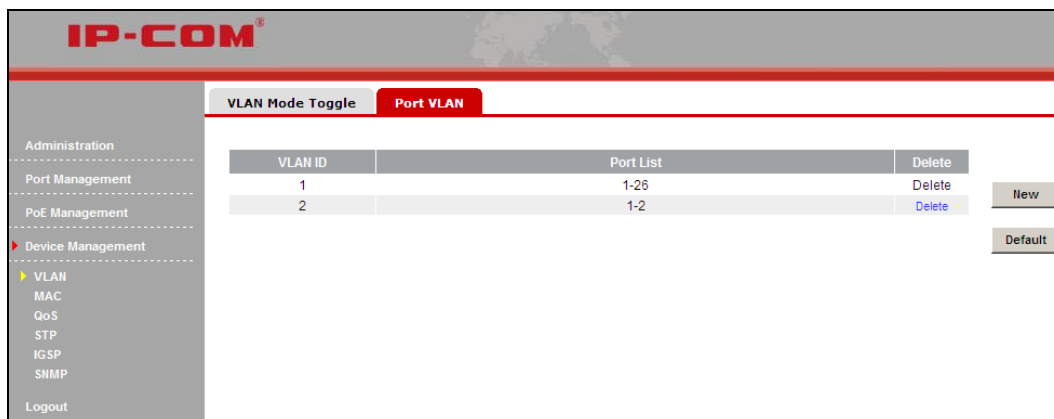 IP-COM®
VLAN Mode Toggle
Port VLAN
Administration
Port Management
PoE Management
Device Management
VLAN
MAC
QoS
STP
IGSP
SNMP
Logout
VLAN ID Port List Delete
1 1-26 Delete
2 1-2 Delete
New
Default